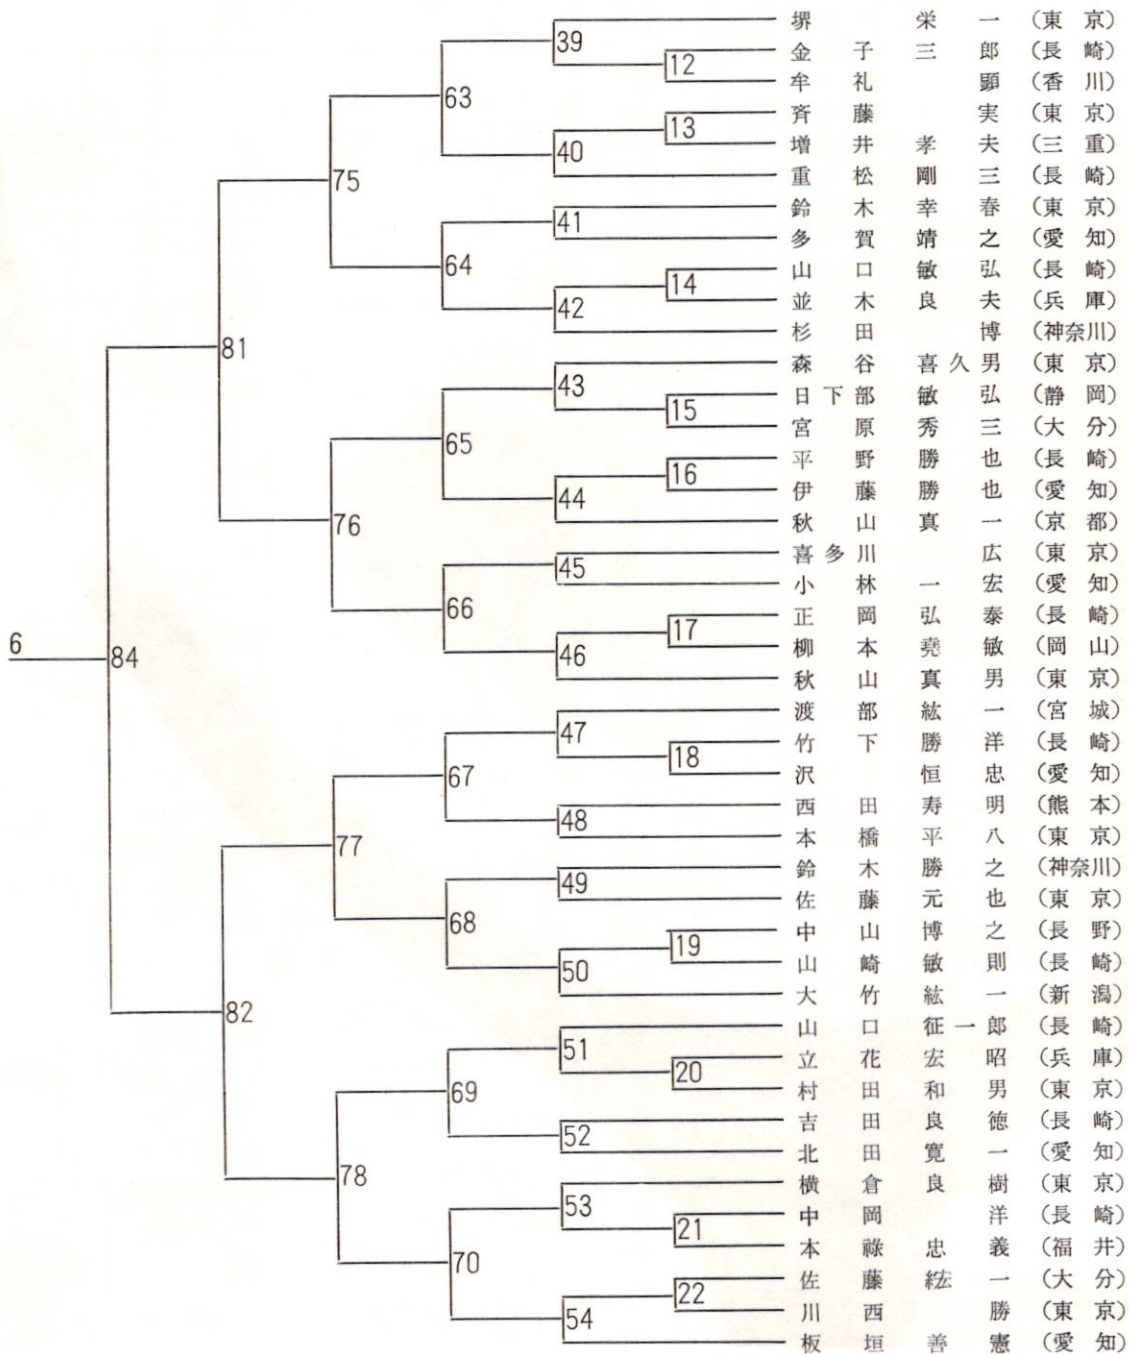 39
63
12
13
40
75
41
64
14
42
81
43
15
65
16
44
76
45
66
17
46
6
84
47
18
67
48
77
49
68
19
50
82
51
20
69
52
78
53
21
70
22
54
堺 栄一 (東京)
金子三郎 (長崎)
牟礼 顕 (香川)
斉藤 実 (東京)
増井孝夫 (三重)
重松剛三 (長崎)
鈴木幸春 (東京)
多賀靖之 (愛知)
山口敏弘 (長崎)
並木良夫 (兵庫)
杉田 博 (神奈川)
森谷喜久男 (東京)
日下部敏弘 (静岡)
宮原秀三 (大分)
平野勝也 (長崎)
伊藤勝也 (愛知)
秋山真一 (京都)
喜多川 広 (東京)
小林一宏 (愛知)
正岡弘泰 (長崎)
柳本堯敏 (岡山)
秋山真男 (東京)
渡部紘一 (宮城)
竹下勝洋 (長崎)
沢 恒忠 (愛知)
西田寿明 (熊本)
本橋平八 (東京)
鈴木勝之 (神奈川)
佐藤元也 (東京)
中山博之 (長野)
山崎敏則 (長崎)
大竹紘一 (新潟)
山口征一郎 (長崎)
立花宏昭 (兵庫)
村田和男 (東京)
吉田良徳 (長崎)
北田寛一 (愛知)
横倉良樹 (東京)
中岡 洋 (長崎)
本祿忠義 (福井)
佐藤 一 (大分)
川西 勝 (東京)
板垣善憲 (愛知)